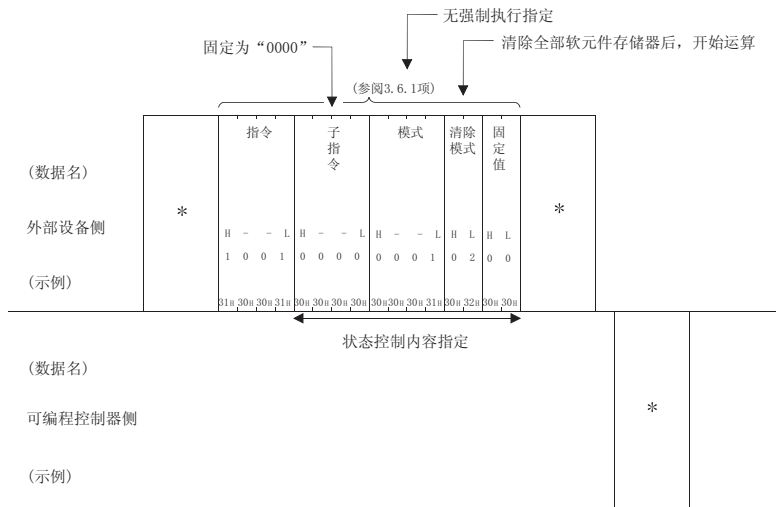 无强制执行指定
固定为“0000”
清除全部软元件存储器后，开始运算
(参阅3.6.1项)
指令
子指令
模式
清除模式
固定值
(数据名)
*
*
外部设备侧
H - - L H - - L H - - L H L H L
1 0 0 1 0 0 0 0 0 0 0 1 0 2 0 0
(示例)
31H 30H 30H 31H 30H 30H 30H 30H 30H 30H 30H 31H 30H 32H 30H 30H
状态控制内容指定
(数据名)
*
可编程控制器侧
(示例)